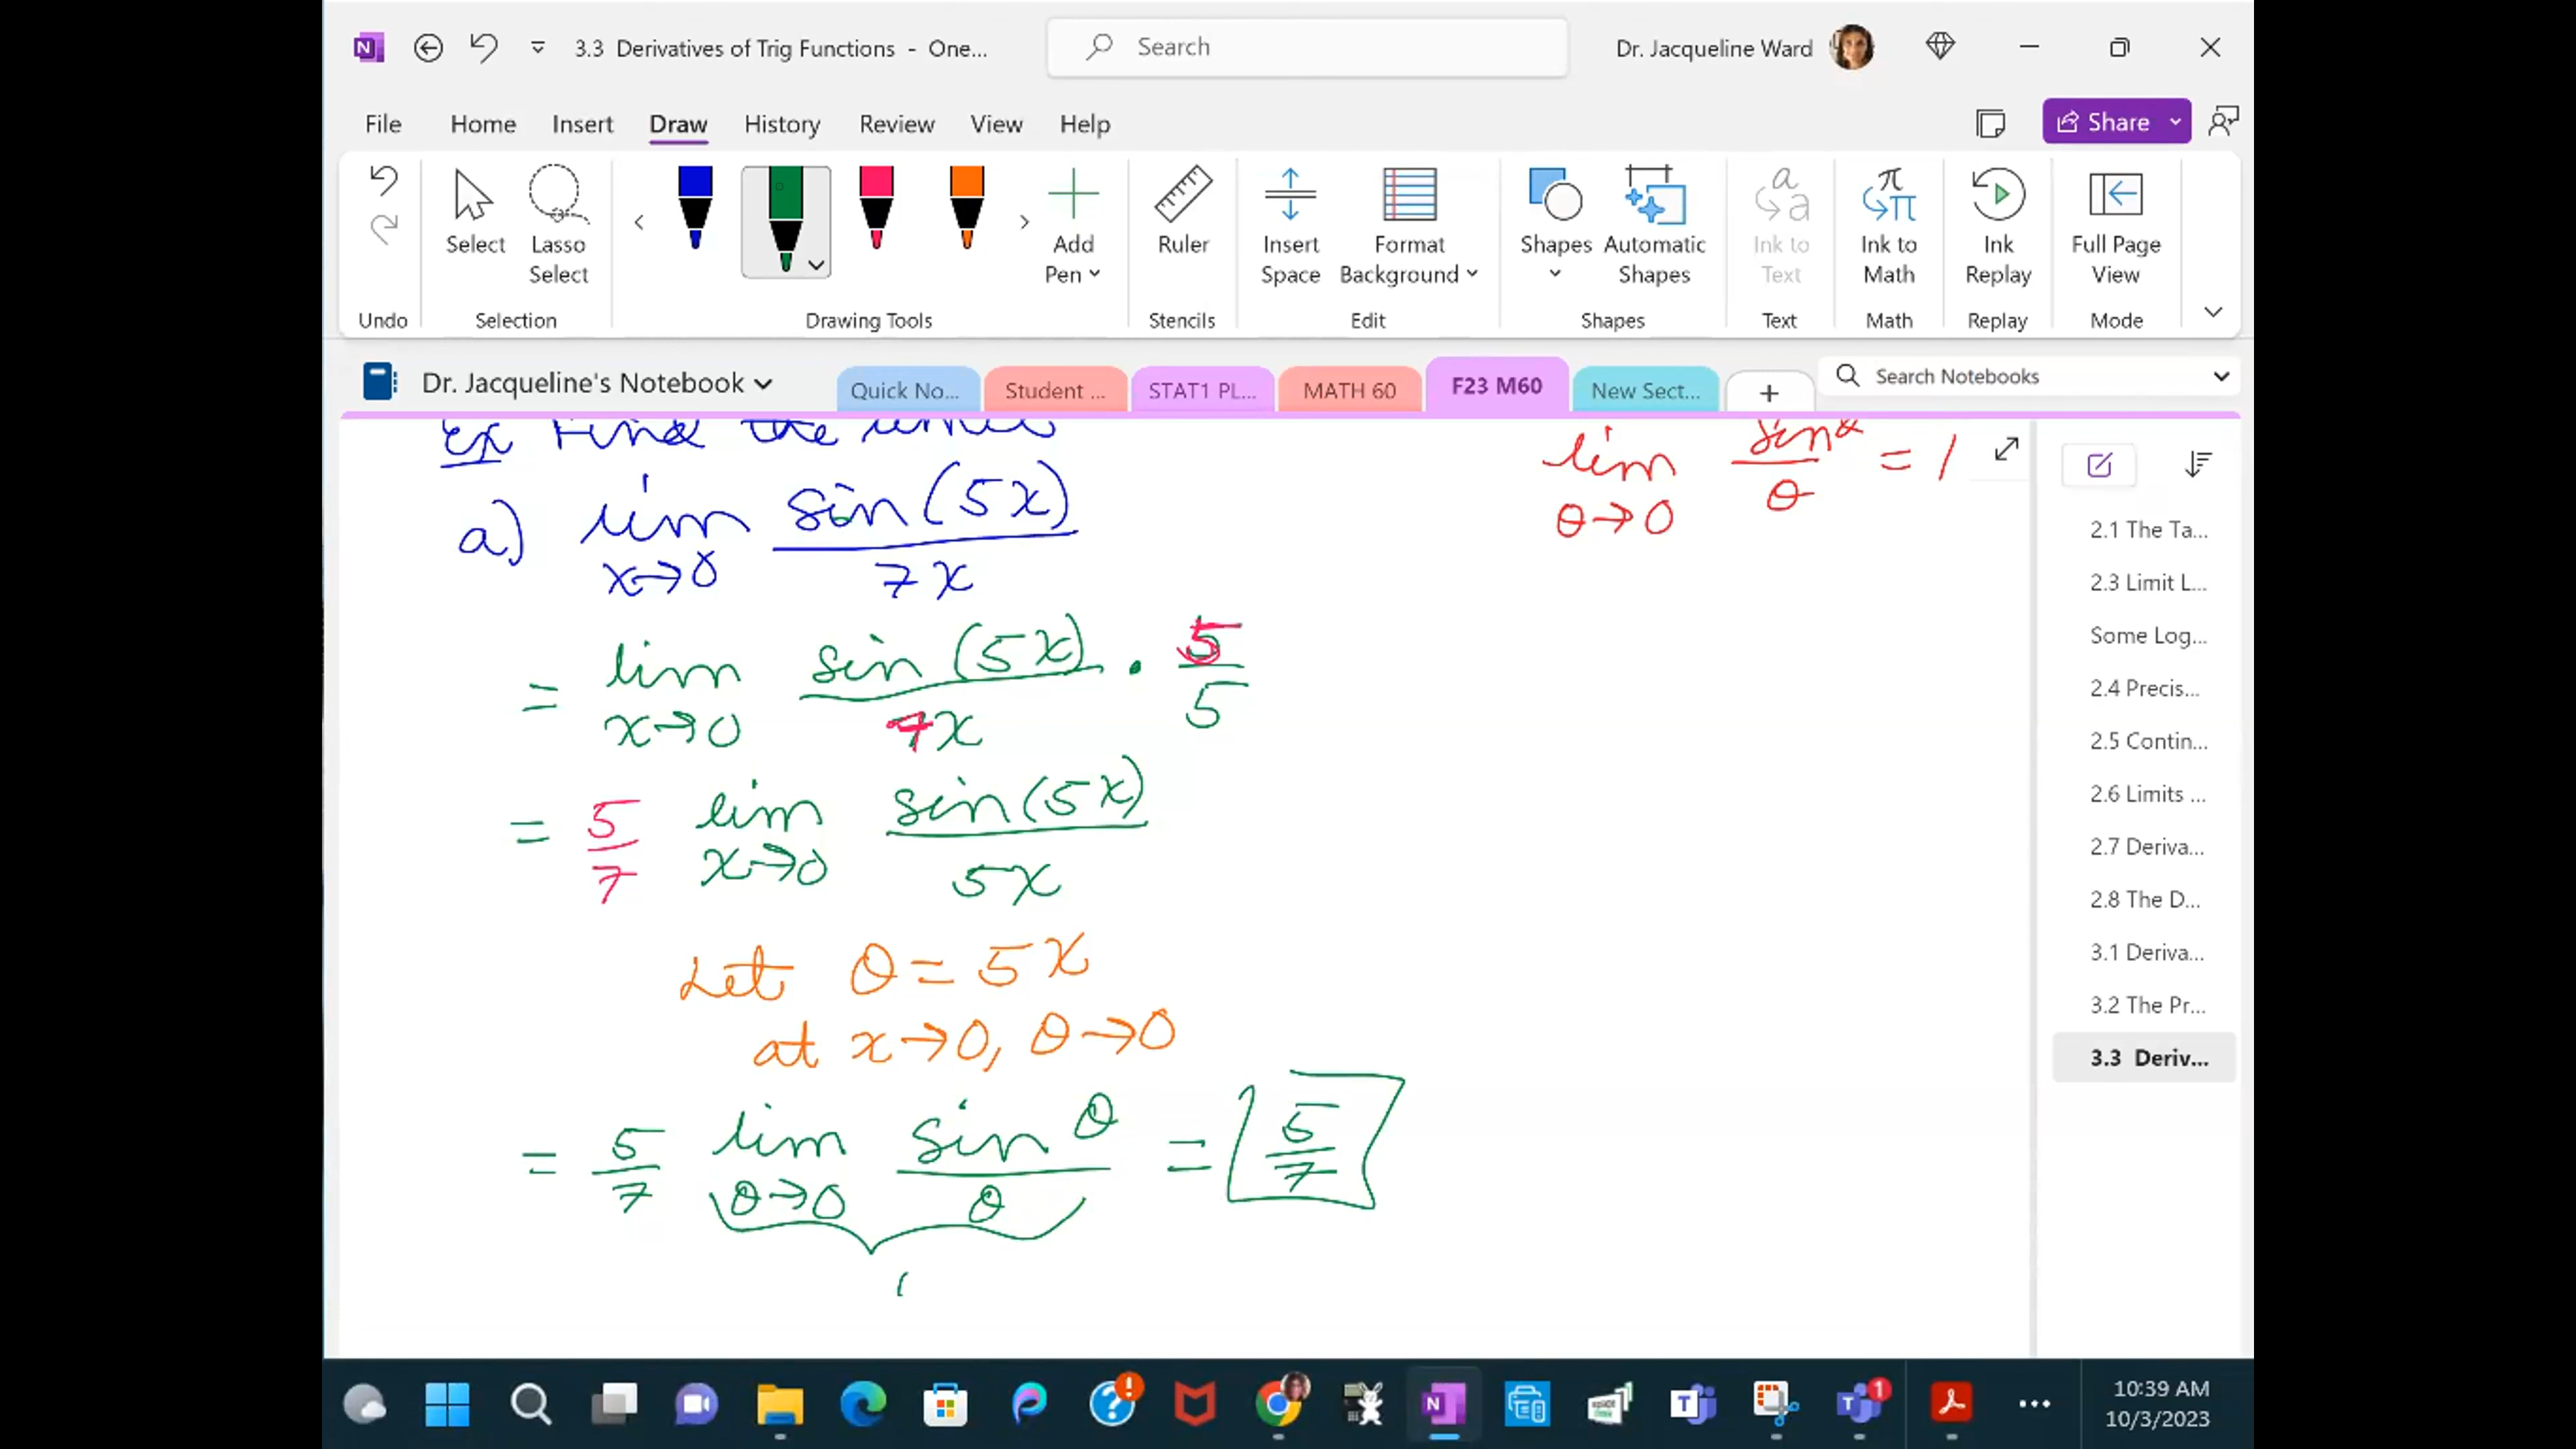 3.3 Derivatives of Trig Functions - One...
Search
Dr. Jacqueline Ward
File Home Insert Draw History Review View Help
Share
Select
Lasso Select
Add Pen
Ruler
Insert Space
Format Background
Shapes
Automatic Shapes
Ink to Text
Ink to Math
Ink Replay
Full Page View
Undo Selection Drawing Tools Stencils Edit Shapes Text Math Replay Mode
Dr. Jacqueline's Notebook
Quick No... Student ... STAT1 PL... MATH 60 F23 M60 New Sect... +
Search Notebooks
Ex Find the limit
a) lim x→0 sin(5x)/7x
= lim x→0 sin(5x)/7x · 5/5
= 5/7 lim x→0 sin(5x)/5x
Let θ = 5x
at x→0, θ→0
= 5/7 lim θ→0 sin θ/θ = 5/7
1
lim θ→0 sin θ/θ = 1
2.1 The Ta...
2.3 Limit L...
Some Log...
2.4 Precis...
2.5 Contin...
2.6 Limits ...
2.7 Deriva...
2.8 The D...
3.1 Deriva...
3.2 The Pr...
3.3 Deriv...
10:39 AM
10/3/2023